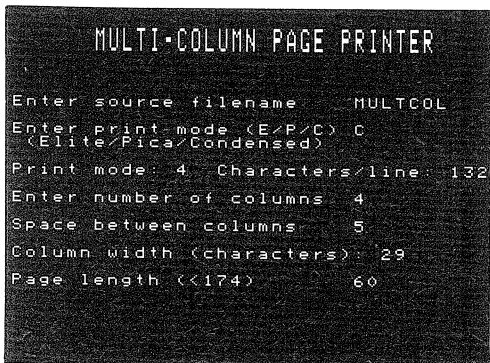 MULTI-COLUMN PAGE PRINTER
Enter source filename MULTCOL
Enter print mode (E/P/C) C
(Elite/Pica/Condensed)
Print mode: 4 Characters/line: 132
Enter number of columns 4
Space between columns 5
Column width (characters): 29
Page length (<174) 60